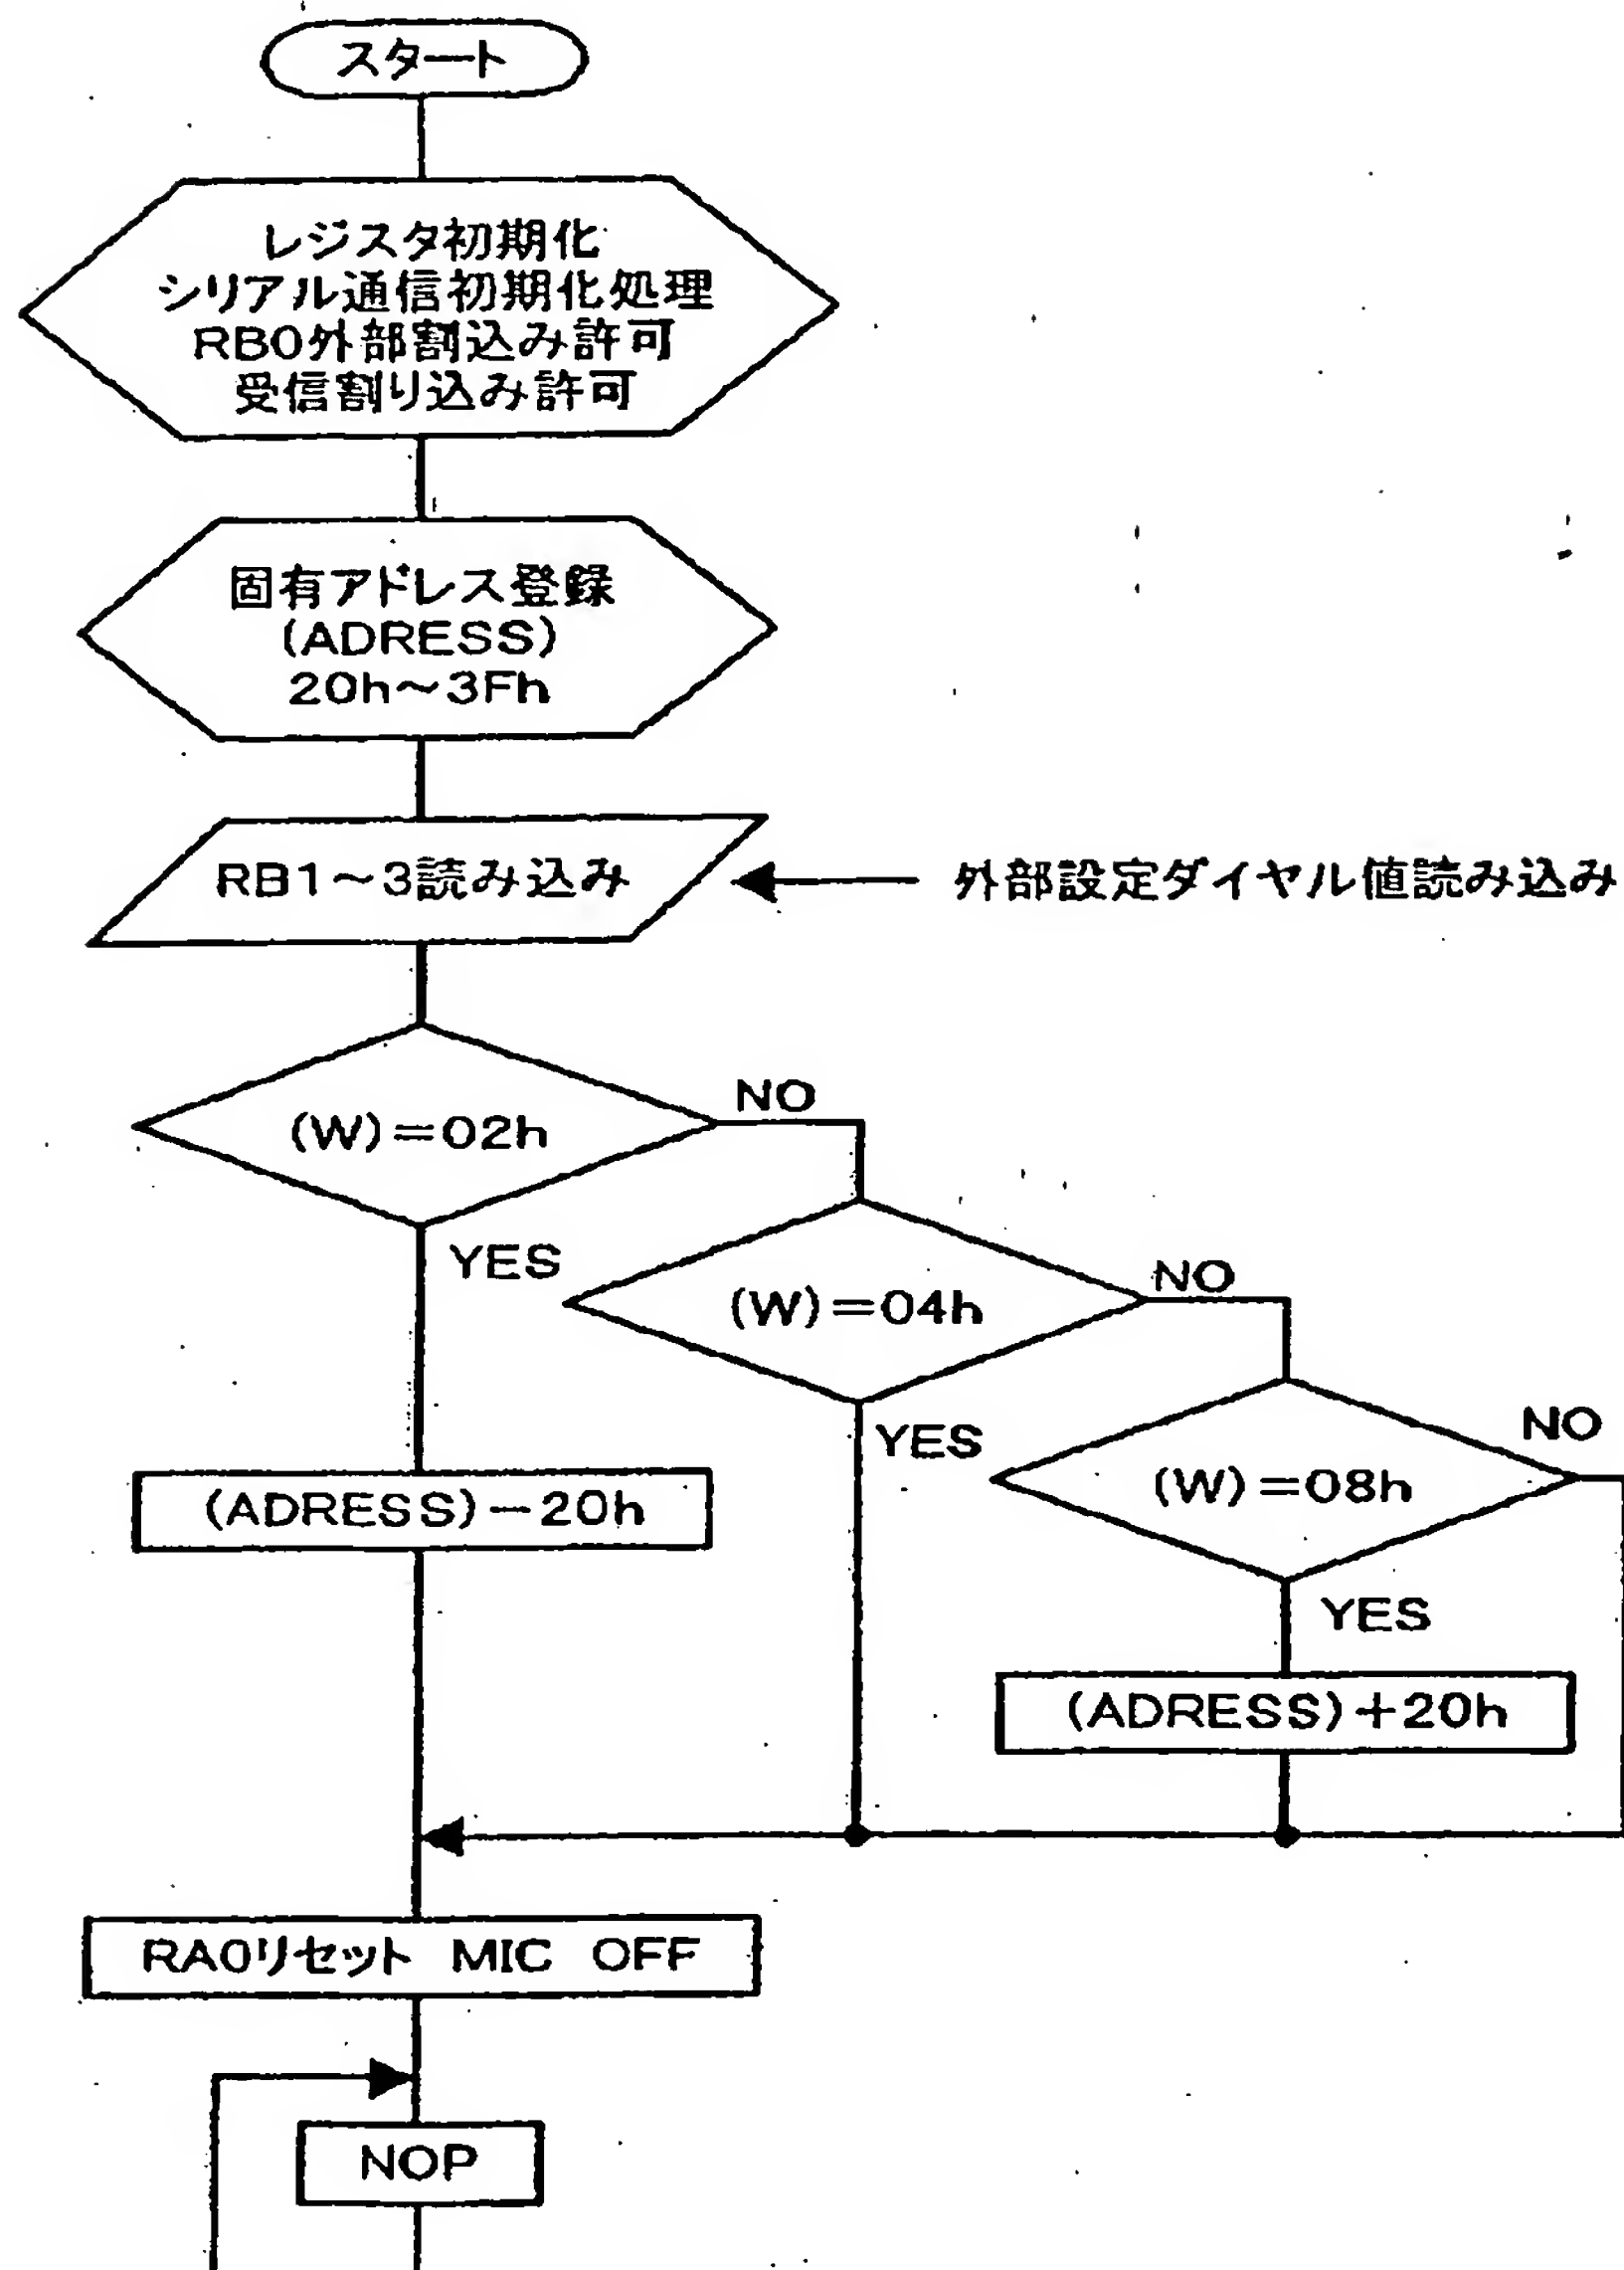 スタート
レジスタ初期化
シリアル通信初期化処理
RB0外部割込み許可
受信割り込み許可
固有アドレス登録
(ADRESS)
20h～3Fh
RB1～3読み込み
外部設定ダイヤル値読み込み
(W)=02h
NO
YES
(W)=04h
NO
YES
(W)=08h
NO
YES
(ADRESS)－20h
(ADRESS)+20h
RA0リセット MIC OFF
NOP